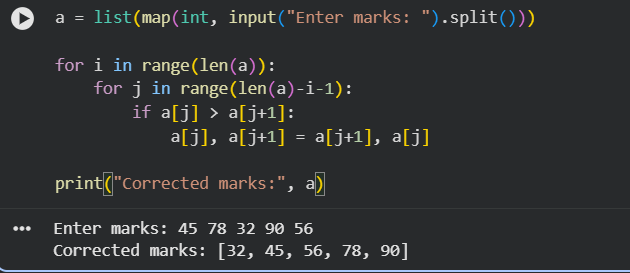 a = list(map(int, input("Enter marks: ").split()))
for i in range(len(a)):
    for j in range(len(a)-i-1):
        if a[j] > a[j+1]:
            a[j], a[j+1] = a[j+1], a[j]
print("Corrected marks:", a)
Enter marks: 45 78 32 90 56
Corrected marks: [32, 45, 56, 78, 90]